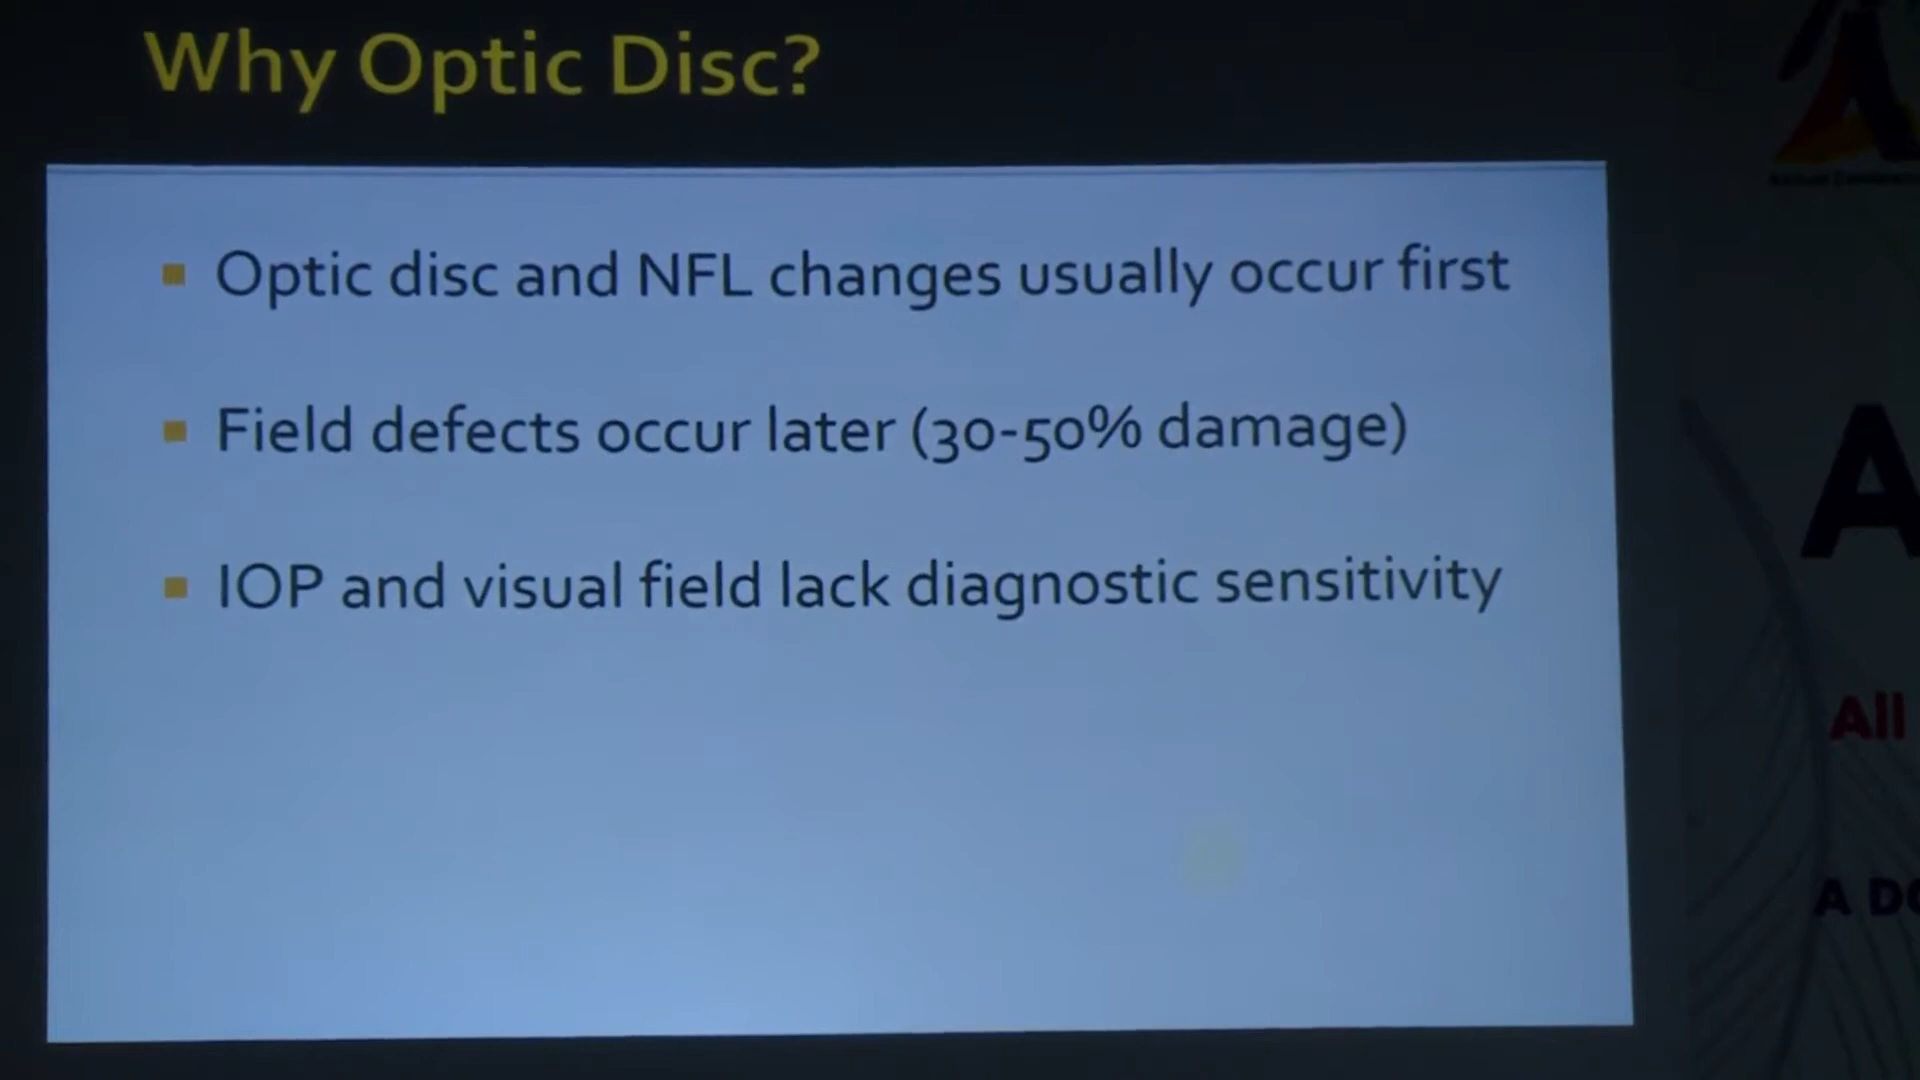 Why Optic Disc?
Optic disc and NFL changes usually occur first
Field defects occur later (30-50% damage)
IOP and visual field lack diagnostic sensitivity
A
All
A